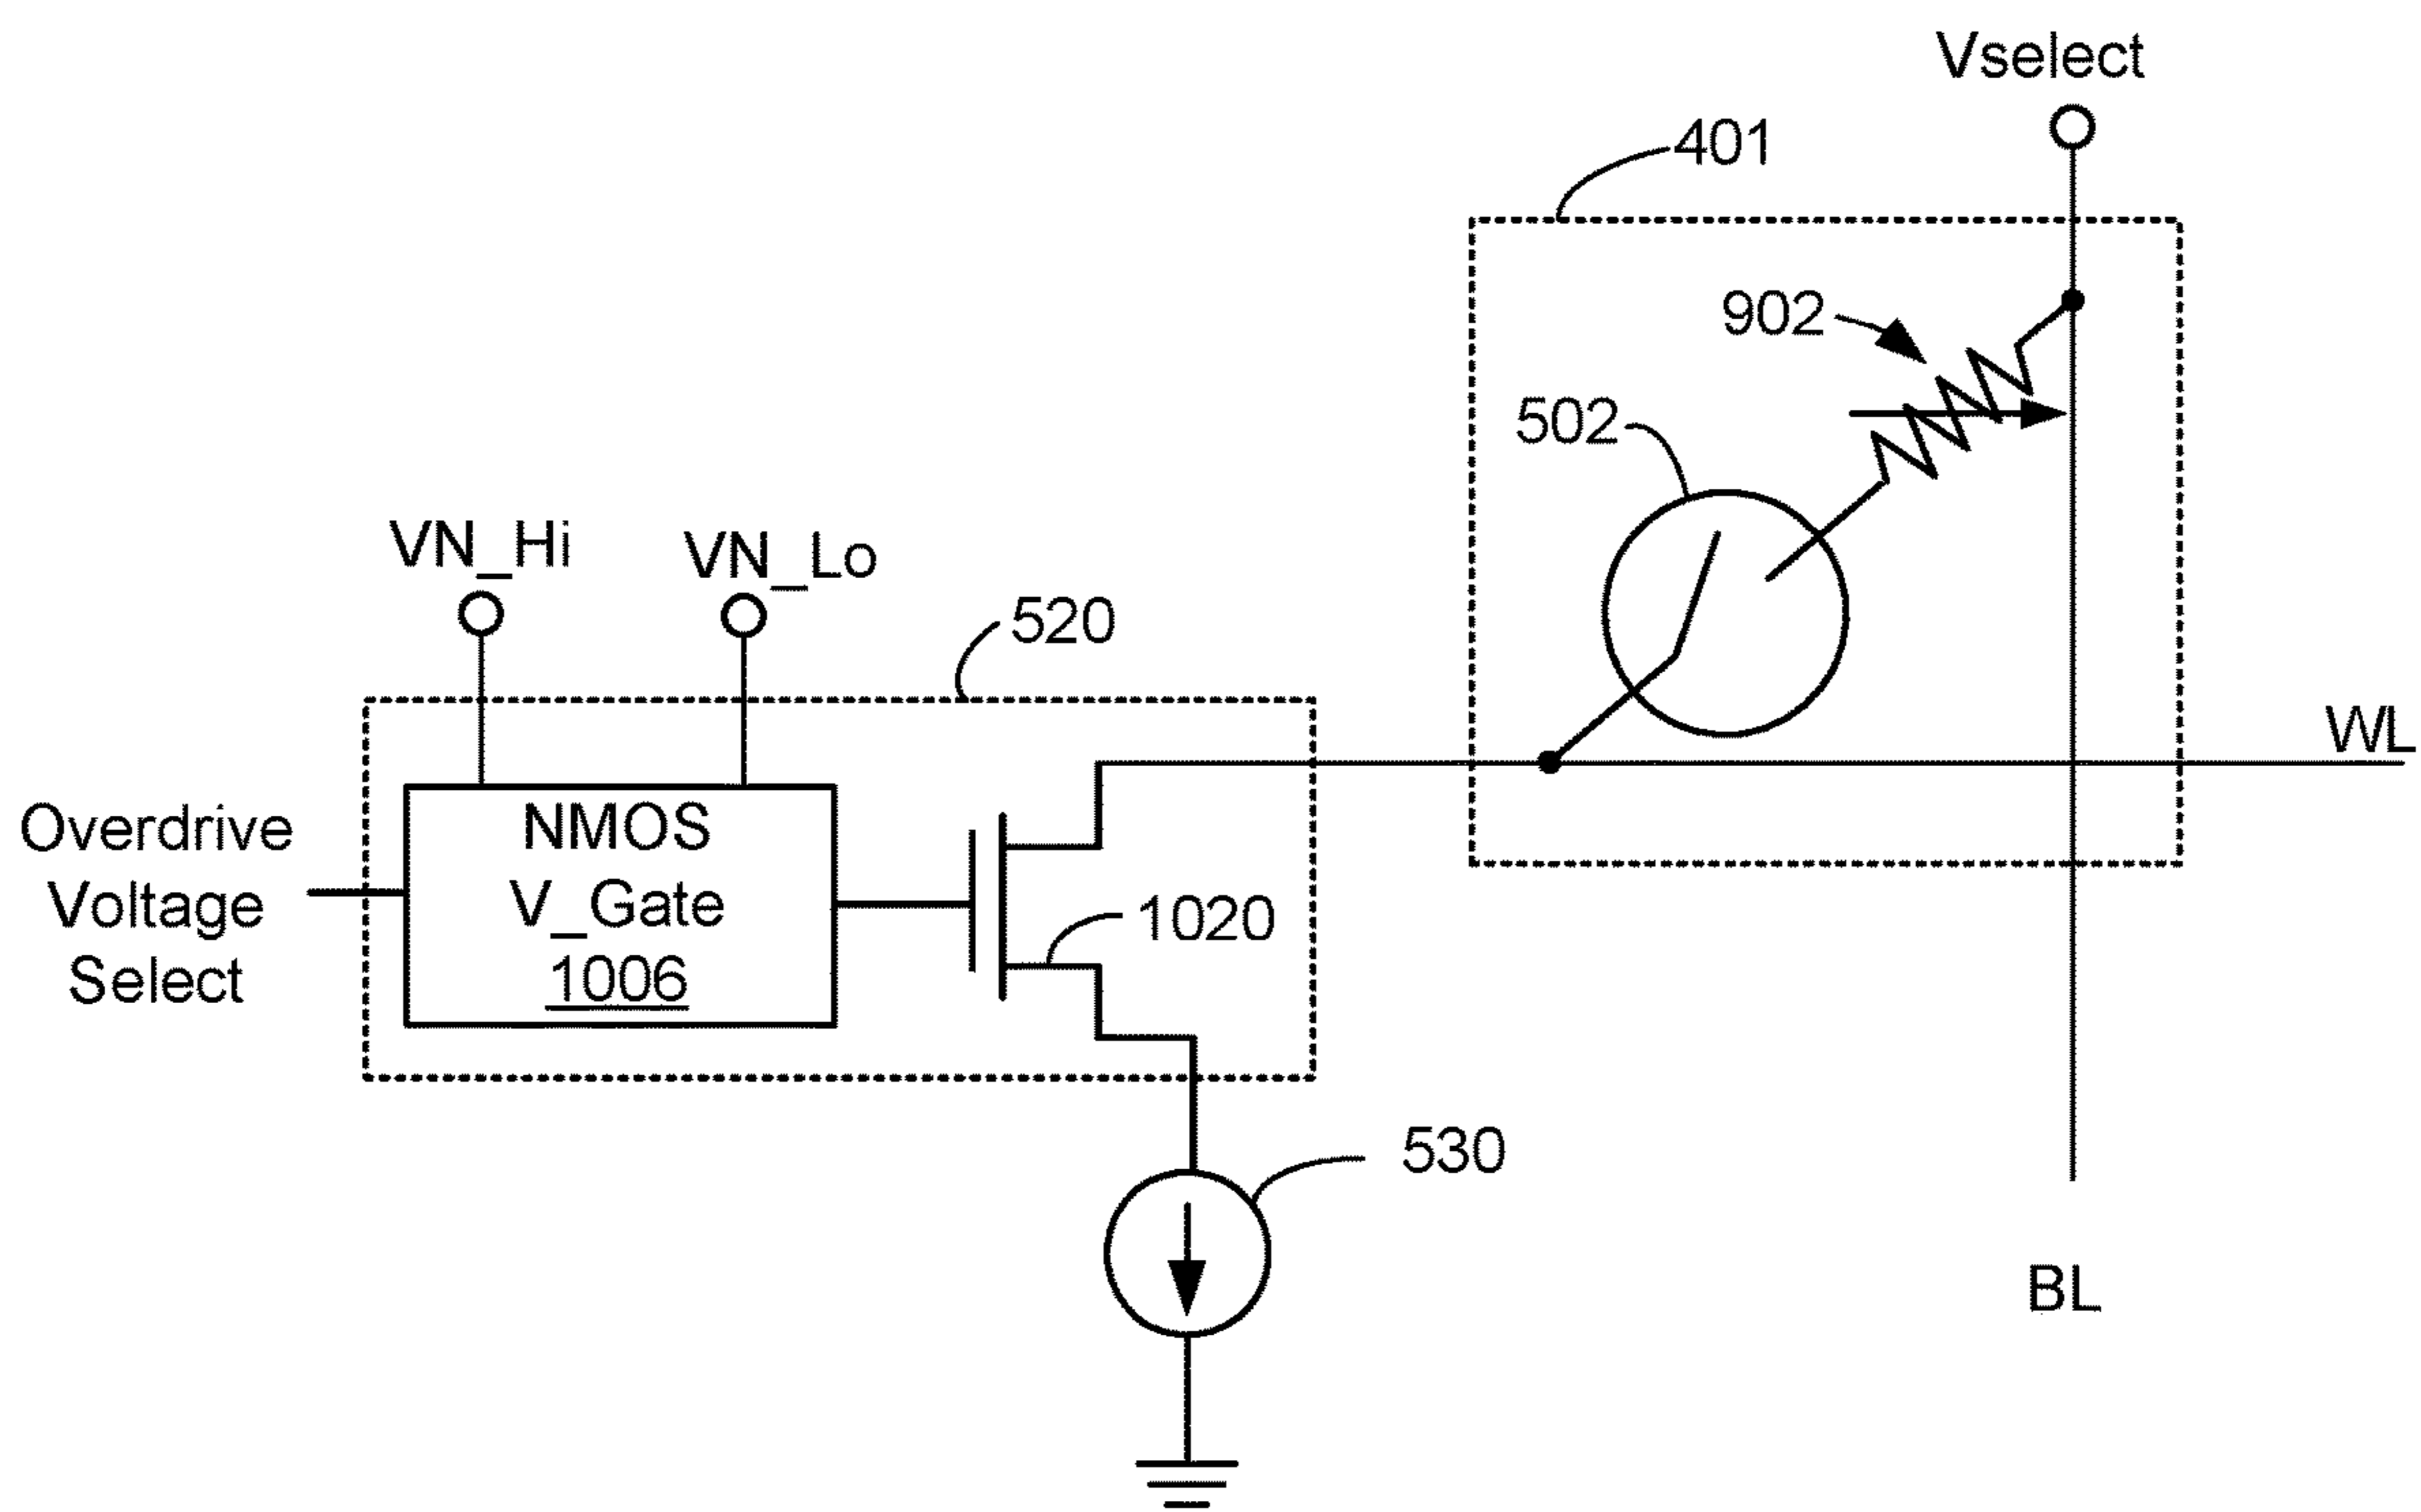 Vselect
401
902
502
VN_Hi
VN_Lo
520
WL
Overdrive
Voltage
Select
NMOS
V_Gate
1006
1020
530
BL